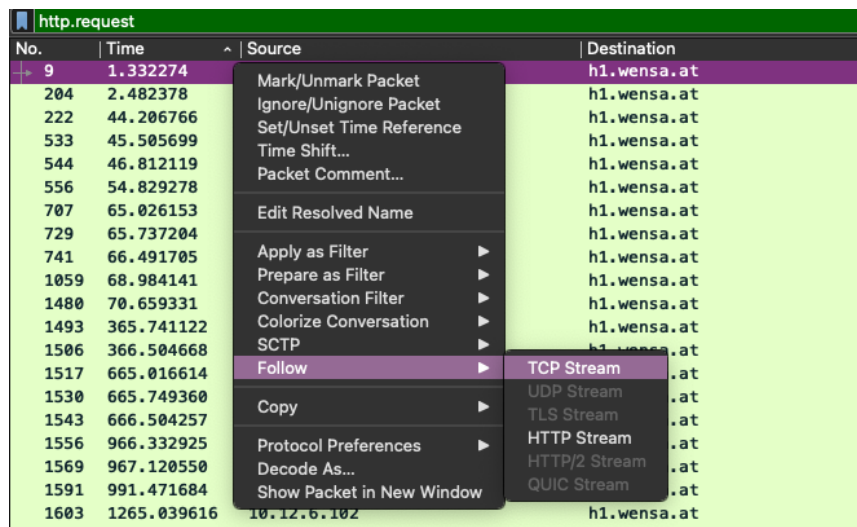 http.request
No. Time Source Destination
9 1.332274 h1.wensa.at
204 2.482378 h1.wensa.at
222 44.206766 h1.wensa.at
533 45.505699 h1.wensa.at
544 46.812119 h1.wensa.at
556 54.829278 h1.wensa.at
707 65.026153 h1.wensa.at
729 65.737204 h1.wensa.at
741 66.491705 h1.wensa.at
1059 68.984141 h1.wensa.at
1480 70.659331 h1.wensa.at
1493 365.741122 h1.wensa.at
1506 366.504668 .at
1517 665.016614 .at
1530 665.749360 .at
1543 666.504257 .at
1556 966.332925 .at
1569 967.120550 .at
1591 991.471684 .at
1603 1265.039616 10.12.6.102 h1.wensa.at
Mark/Unmark Packet
Ignore/Unignore Packet
Set/Unset Time Reference
Time Shift...
Packet Comment...
Edit Resolved Name
Apply as Filter
Prepare as Filter
Conversation Filter
Colorize Conversation
SCTP
Follow
Copy
Protocol Preferences
Decode As...
Show Packet in New Window
TCP Stream
UDP Stream
TLS Stream
HTTP Stream
HTTP/2 Stream
QUIC Stream